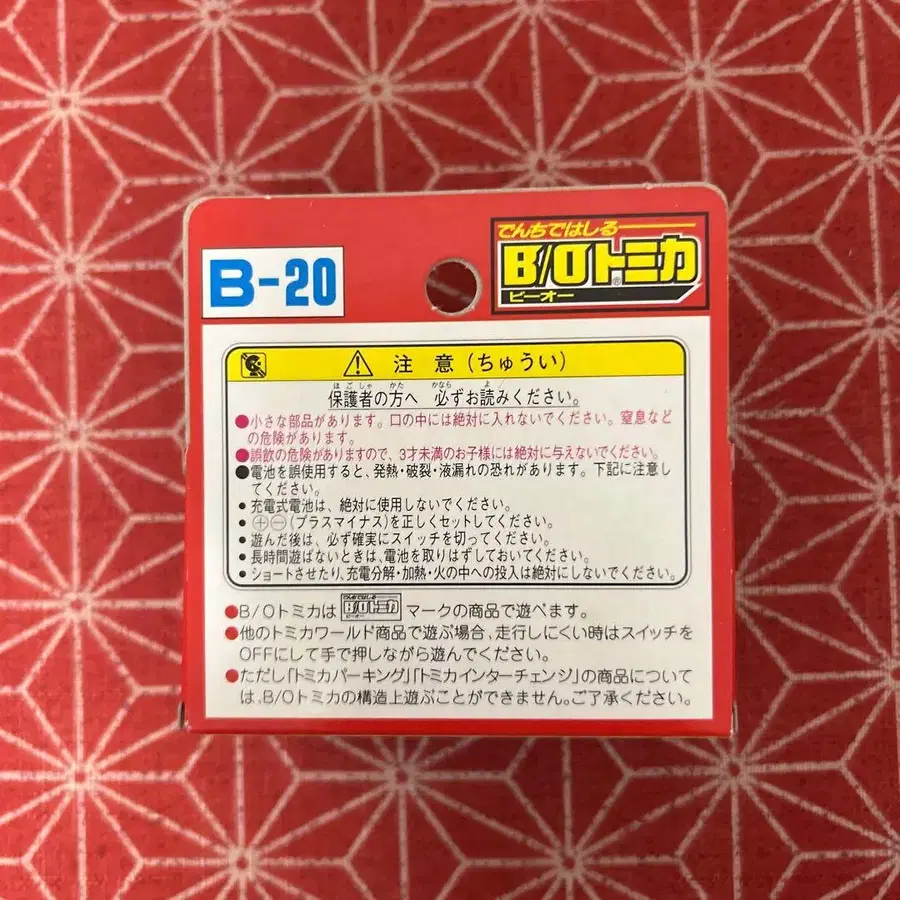 B-20
でんちではしる
B/Oトミカ®
ビーオー
⚠ 注意(ちゅうい)
ほごしゃ かた かなら よ
保護者の方へ 必ずお読みください。
●小さな部品があります。口の中には絶対に入れないでください。窒息など
の危険があります。
●誤飲の危険がありますので、3才未満のお子様には絶対に与えないでください。
●電池を誤使用すると、発熱・破裂・液漏れの恐れがあります。下記に注意し
てください。
・充電式電池は、絶対に使用しないでください。
・⊕⊖(プラスマイナス)を正しくセットしてください。
・遊んだ後は、必ず確実にスイッチを切ってください。
・長時間遊ばないときは、電池を取りはずしておいてください。
・ショートさせたり、充電分解・加熱・火の中への投入は絶対にしないでください。
●B/Oトミカは でんちではしる B/Oトミカ ビーオー マークの商品で遊べます。
●他のトミカワールド商品で遊ぶ場合、走行しにくい時はスイッチを
OFFにして手で押しながら遊んでください。
●ただし「トミカパーキング」「トミカインターチェンジ」の商品について
は、B/Oトミカの構造上遊ぶことができません。ご了承ください。